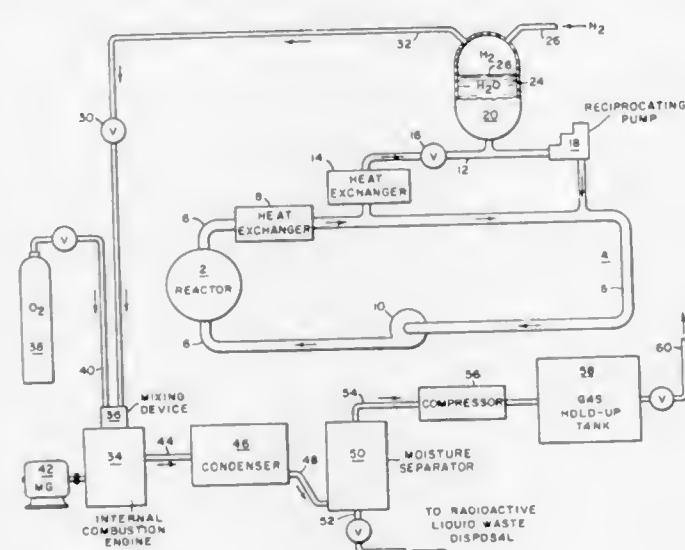 32
26
N2
H2
26
H2O
24
20
RECIPROCATING
PUMP
30
V
16
V
18
14
HEAT
EXCHANGER
12
8
HEAT
EXCHANGER
6
V
2
REACTOR
4
6
O2
38
10
6
40
60
MIXING
DEVICE
36
56
COMPRESSOR
58
GAS
HOLD-UP
TANK
V
54
44
46
CONDENSER
48
50
MOISTURE
SEPARATOR
42
MG
34
52
INTERNAL
COMBUSTION
ENGINE
V
TO RADIOACTIVE
LIQUID WASTE
DISPOSAL